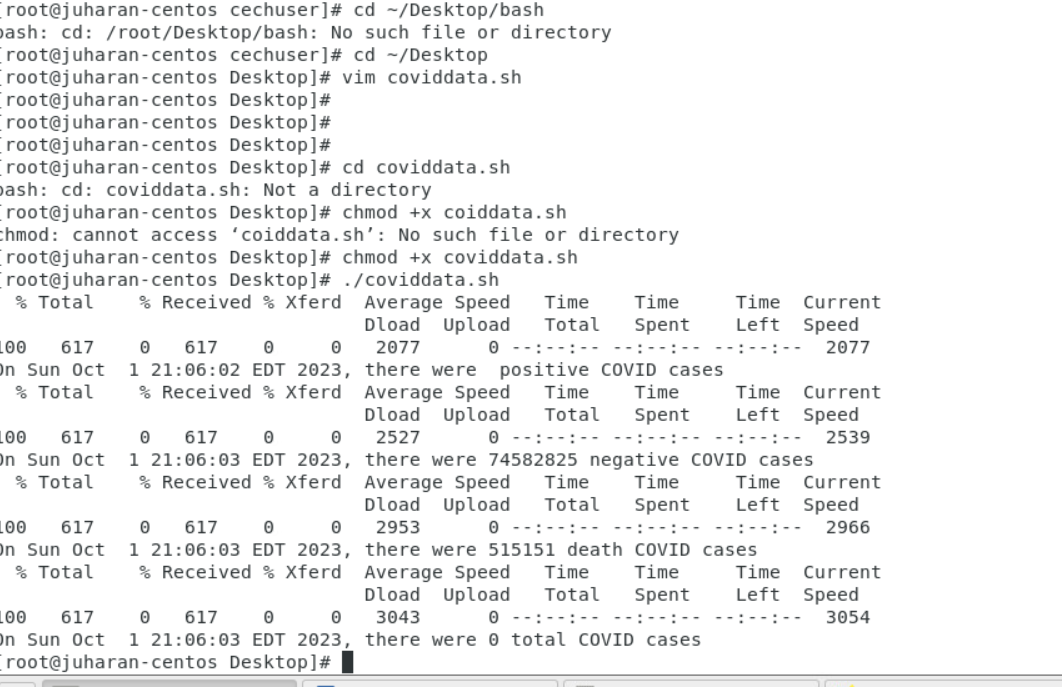 [root@juharan-centos cechuser]# cd ~/Desktop/bash
bash: cd: /root/Desktop/bash: No such file or directory
[root@juharan-centos cechuser]# cd ~/Desktop
[root@juharan-centos Desktop]# vim coviddata.sh
[root@juharan-centos Desktop]#
[root@juharan-centos Desktop]#
[root@juharan-centos Desktop]#
[root@juharan-centos Desktop]# cd coviddata.sh
bash: cd: coviddata.sh: Not a directory
[root@juharan-centos Desktop]# chmod +x coiddata.sh
chmod: cannot access ‘coiddata.sh’: No such file or directory
[root@juharan-centos Desktop]# chmod +x coviddata.sh
[root@juharan-centos Desktop]# ./coviddata.sh
  % Total    % Received % Xferd  Average Speed   Time    Time     Time  Current
                                 Dload  Upload   Total   Spent    Left  Speed
100   617    0   617    0     0   2077      0 --:--:-- --:--:-- --:--:--  2077
On Sun Oct  1 21:06:02 EDT 2023, there were  positive COVID cases
  % Total    % Received % Xferd  Average Speed   Time    Time     Time  Current
                                 Dload  Upload   Total   Spent    Left  Speed
100   617    0   617    0     0   2527      0 --:--:-- --:--:-- --:--:--  2539
On Sun Oct  1 21:06:03 EDT 2023, there were 74582825 negative COVID cases
  % Total    % Received % Xferd  Average Speed   Time    Time     Time  Current
                                 Dload  Upload   Total   Spent    Left  Speed
100   617    0   617    0     0   2953      0 --:--:-- --:--:-- --:--:--  2966
On Sun Oct  1 21:06:03 EDT 2023, there were 515151 death COVID cases
  % Total    % Received % Xferd  Average Speed   Time    Time     Time  Current
                                 Dload  Upload   Total   Spent    Left  Speed
100   617    0   617    0     0   3043      0 --:--:-- --:--:-- --:--:--  3054
On Sun Oct  1 21:06:03 EDT 2023, there were 0 total COVID cases
[root@juharan-centos Desktop]#